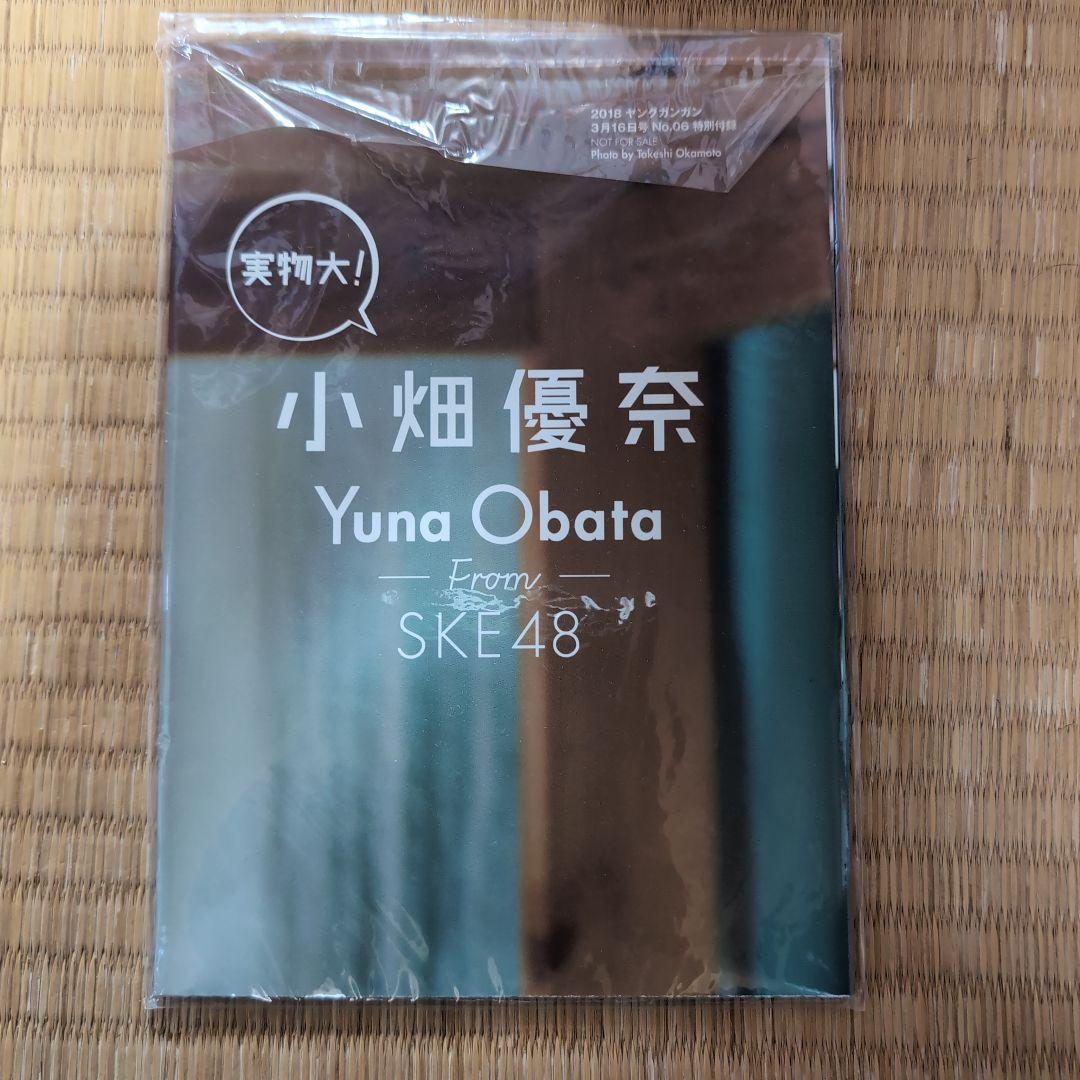 2018 ヤングガンガン
3月16日号 No.06 特別付録
NOT FOR SALE
Photo by Takeshi Okamoto
実物大!
小畑優奈
Yuna Obata
From
SKE48